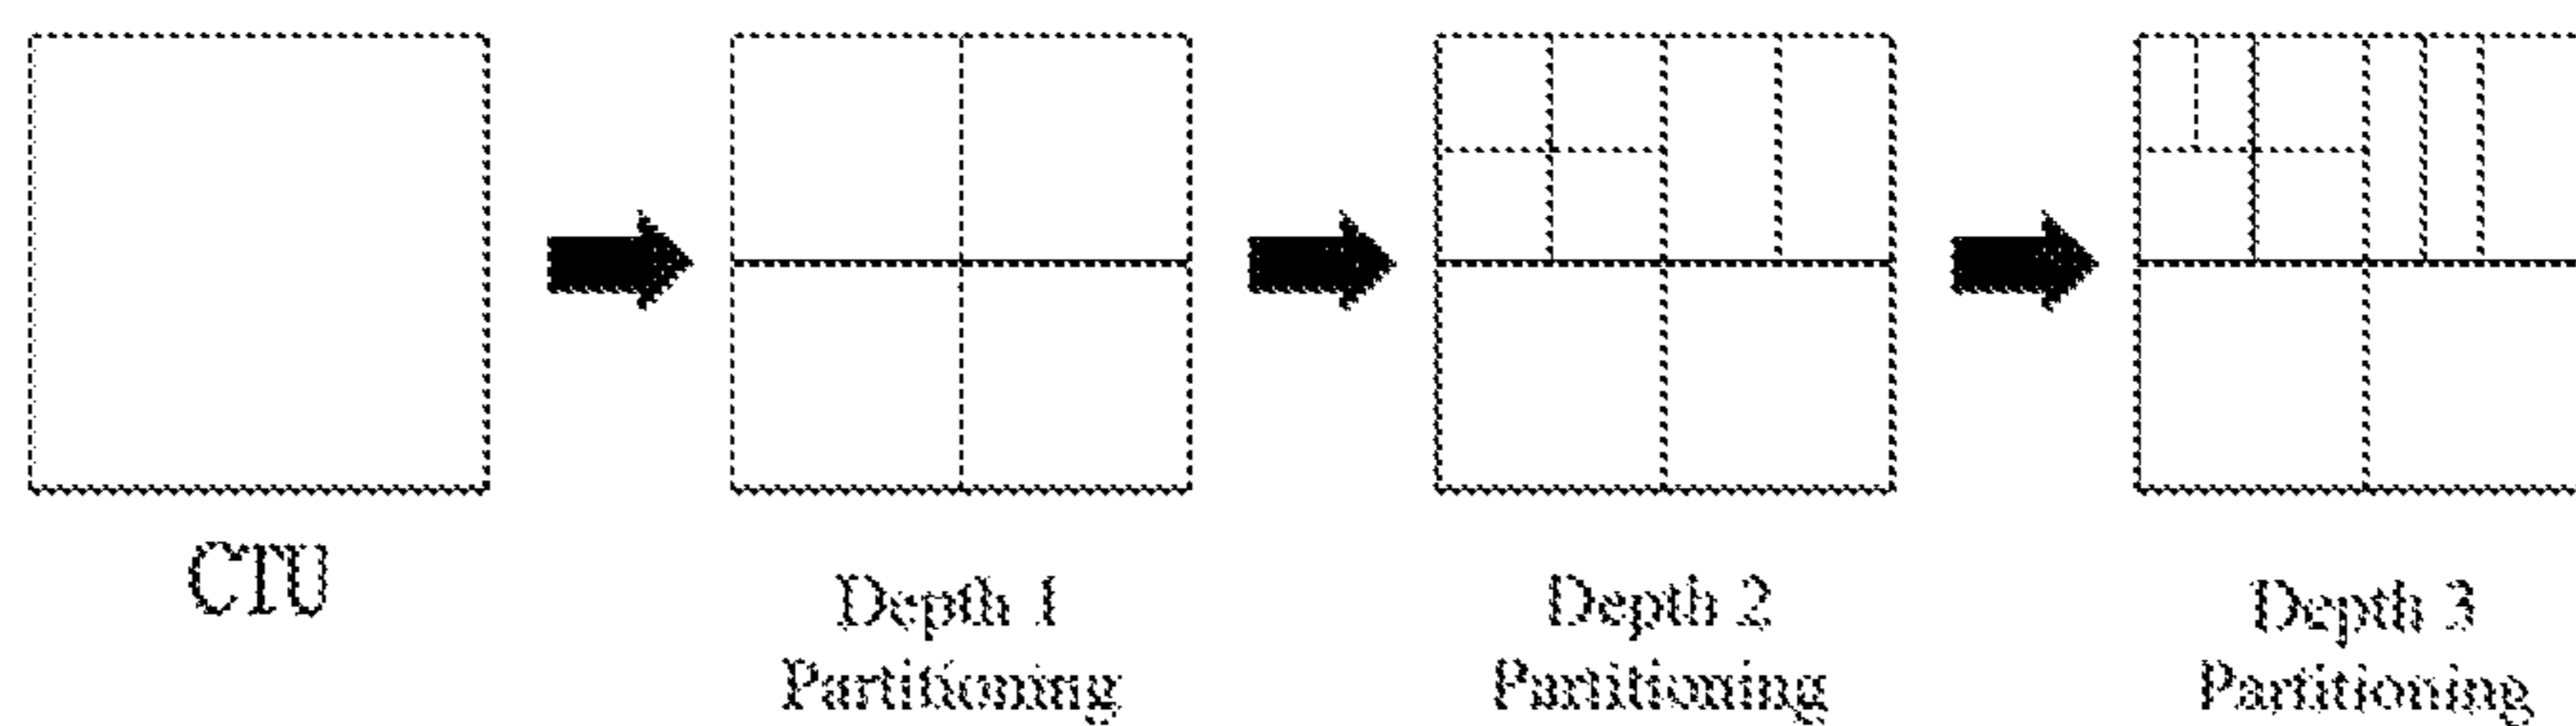 CTU
Depth 1
Partitioning
Depth 2
Partitioning
Depth 3
Partitioning